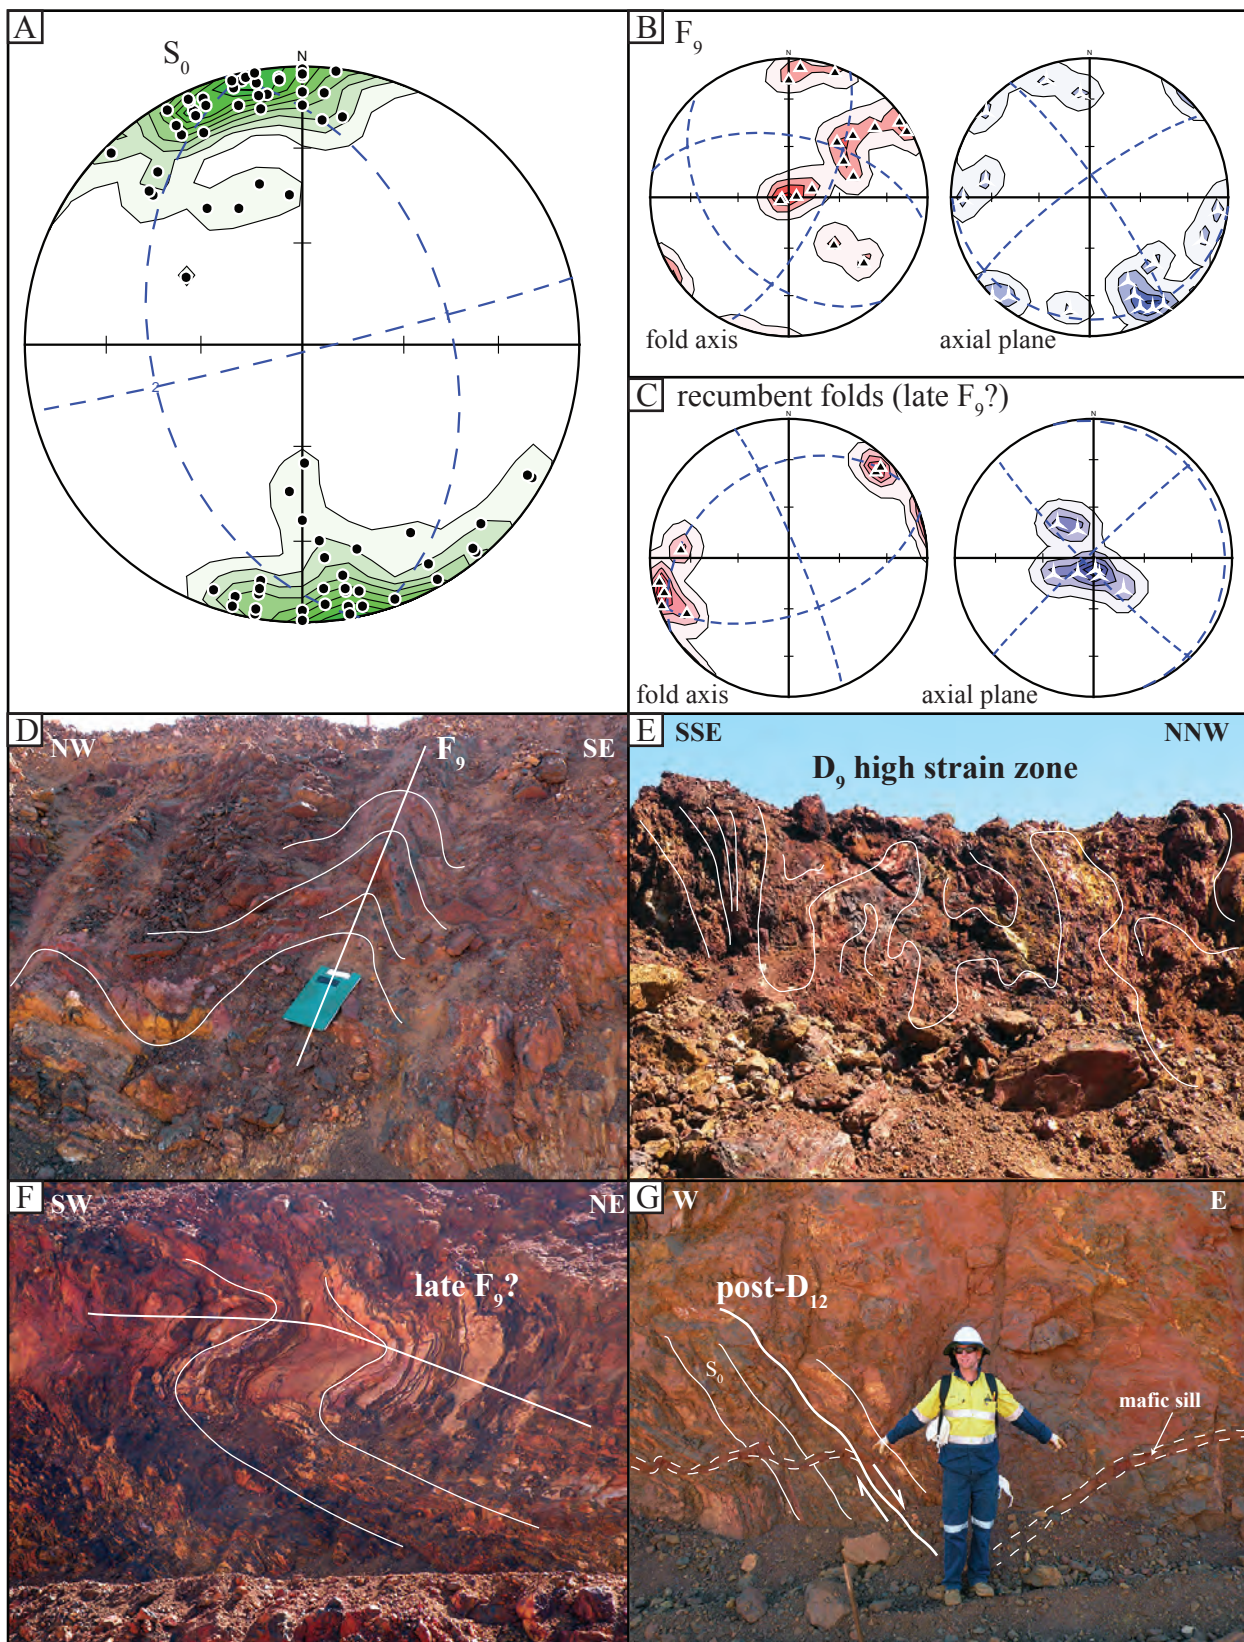 A
S0
N
2
B
F9
N
fold axis
axial plane
C recumbent folds (late F9?)
N
N
fold axis
axial plane
D
NW
SE
F9
E
SSE
NNW
D9 high strain zone
F
SW
NE
late F9?
G
W
E
post-D12
S0
mafic sill